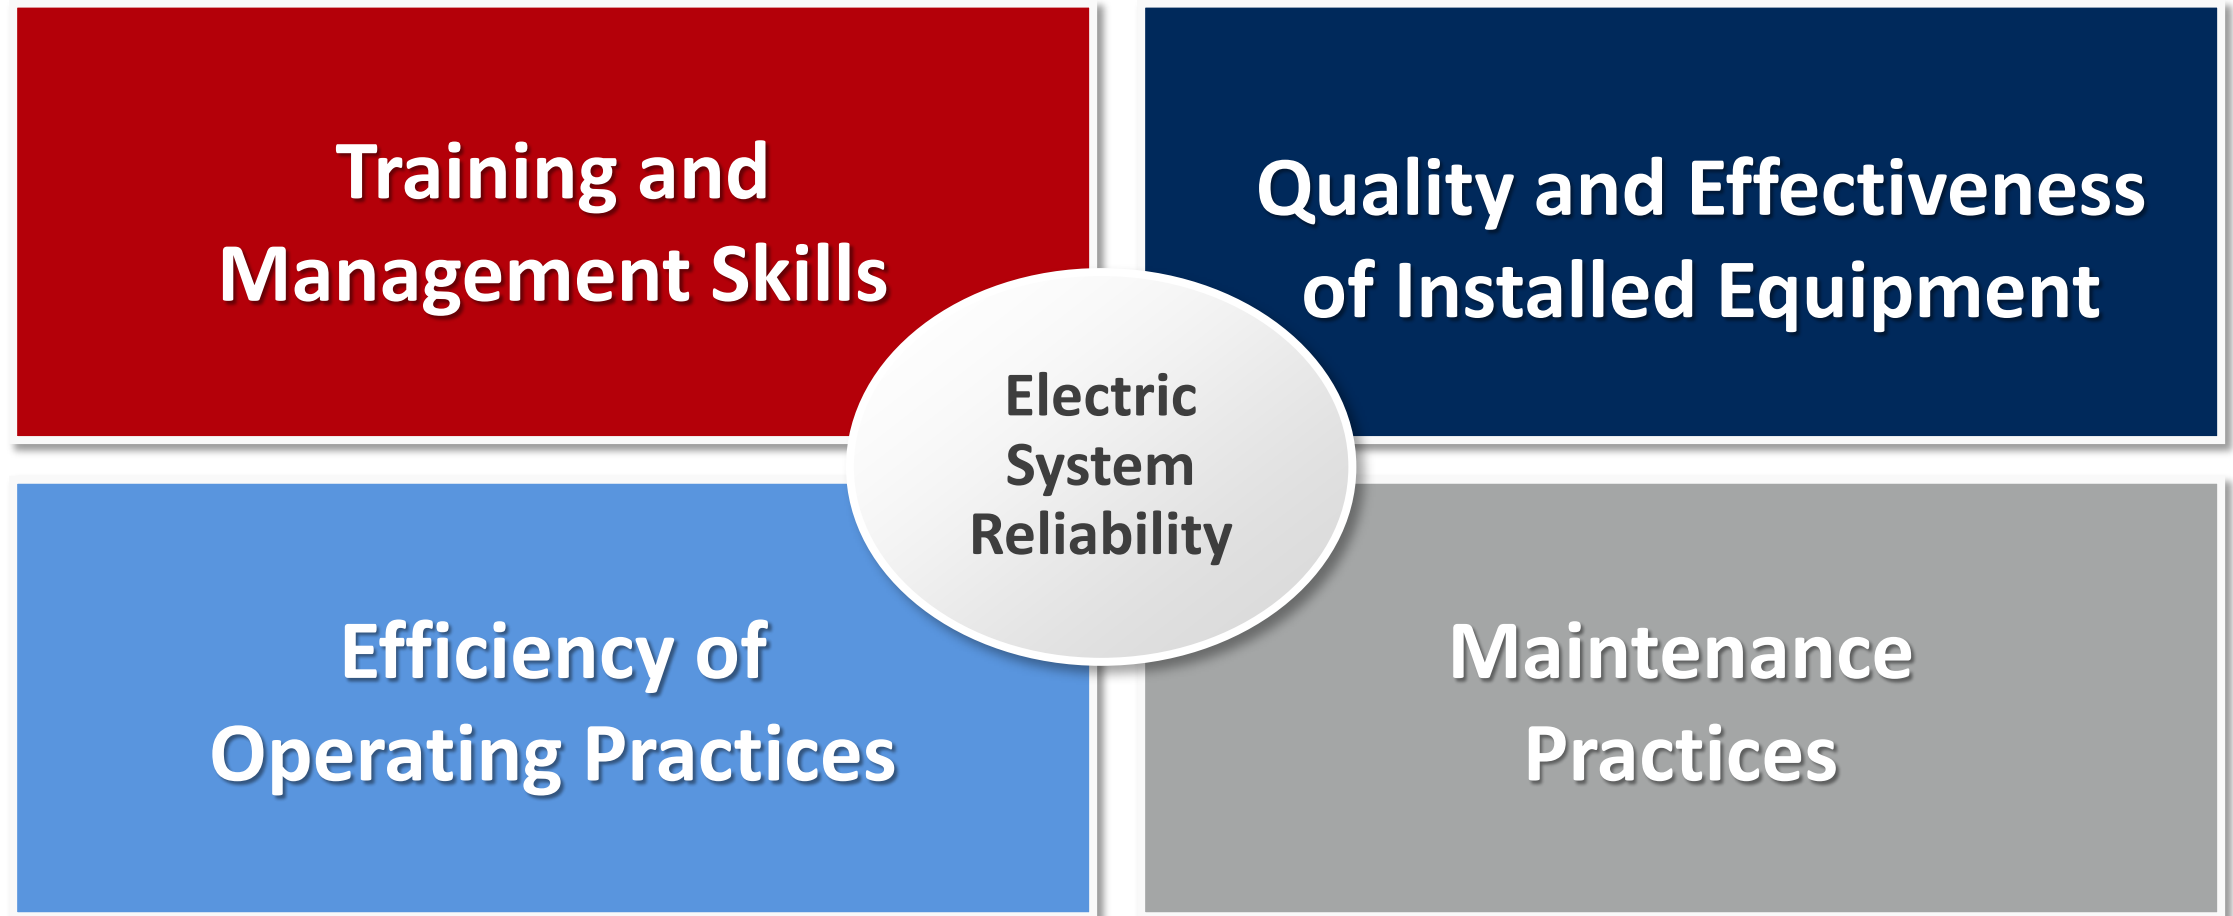 Training and
Management Skills
Quality and Effectiveness
of Installed Equipment
Electric
System
Reliability
Efficiency of
Operating Practices
Maintenance
Practices